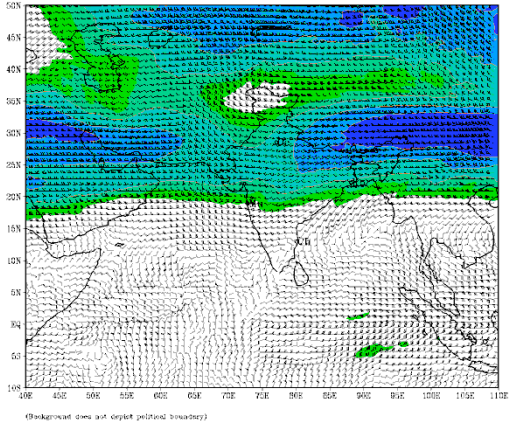 50N
45N
40N
35N
30N
25N
20N
15N
10N
5N
EQ
5S
10S
40E 45E 50E 55E 60E 65E 70E 75E 80E 85E 90E 95E 100E 105E 110E
(Background does not depict political boundary)